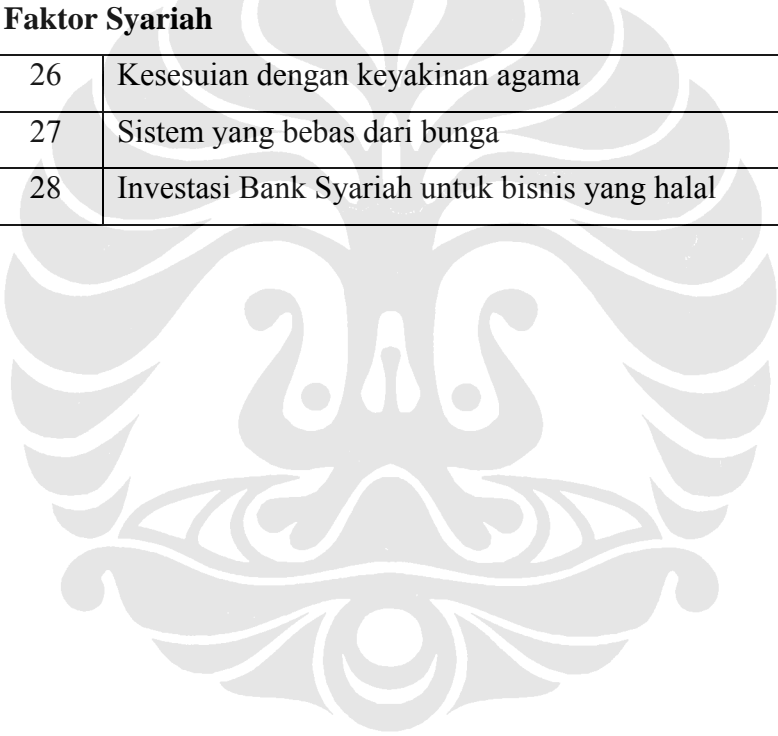 Faktor Syariah
26 Kesesuian dengan keyakinan agama
27 Sistem yang bebas dari bunga
28 Investasi Bank Syariah untuk bisnis yang halal